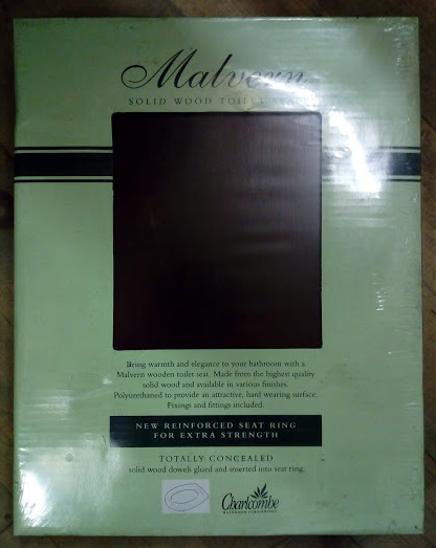 Malvern
SOLID WOOD TOILET SEAT
Bring warmth and elegance to your bathroom with a
Malvern wooden toilet seat. Made from the highest quality
solid wood and available in various finishes.
Polyurethaned to provide an attractive, hard wearing surface.
Fixings and fittings included.
NEW REINFORCED SEAT RING
FOR EXTRA STRENGTH
TOTALLY CONCEALED
solid wood dowels glued and inserted into seat ring.
Charlcombe